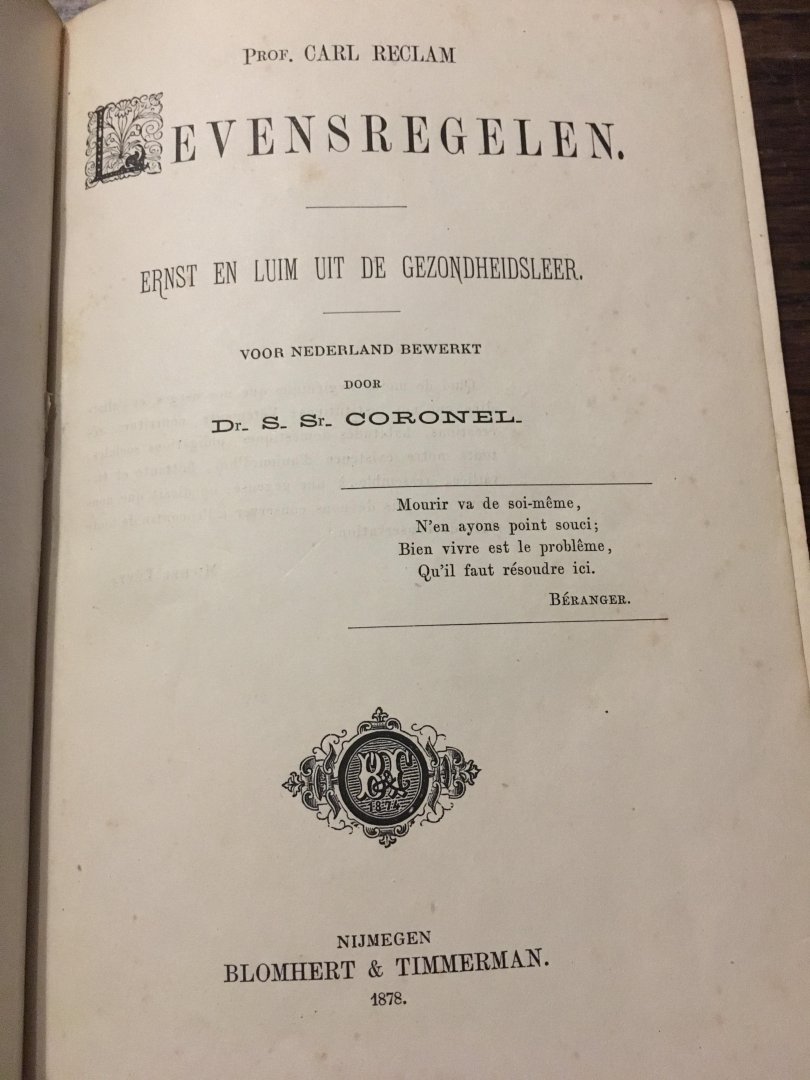 PROF. CARL RECLAM
LEVENSREGELEN.
ERNST EN LUIM UIT DE GEZONDHEIDSLEER.
VOOR NEDERLAND BEWERKT
DOOR
Dr. S. Sr. CORONEL.
Mourir va de soi-même,
N'en ayons point souci;
Bien vivre est le problême,
Qu'il faut résoudre ici.
BÉRANGER.
B&T
1874
NIJMEGEN
BLOMHERT & TIMMERMAN.
1878.